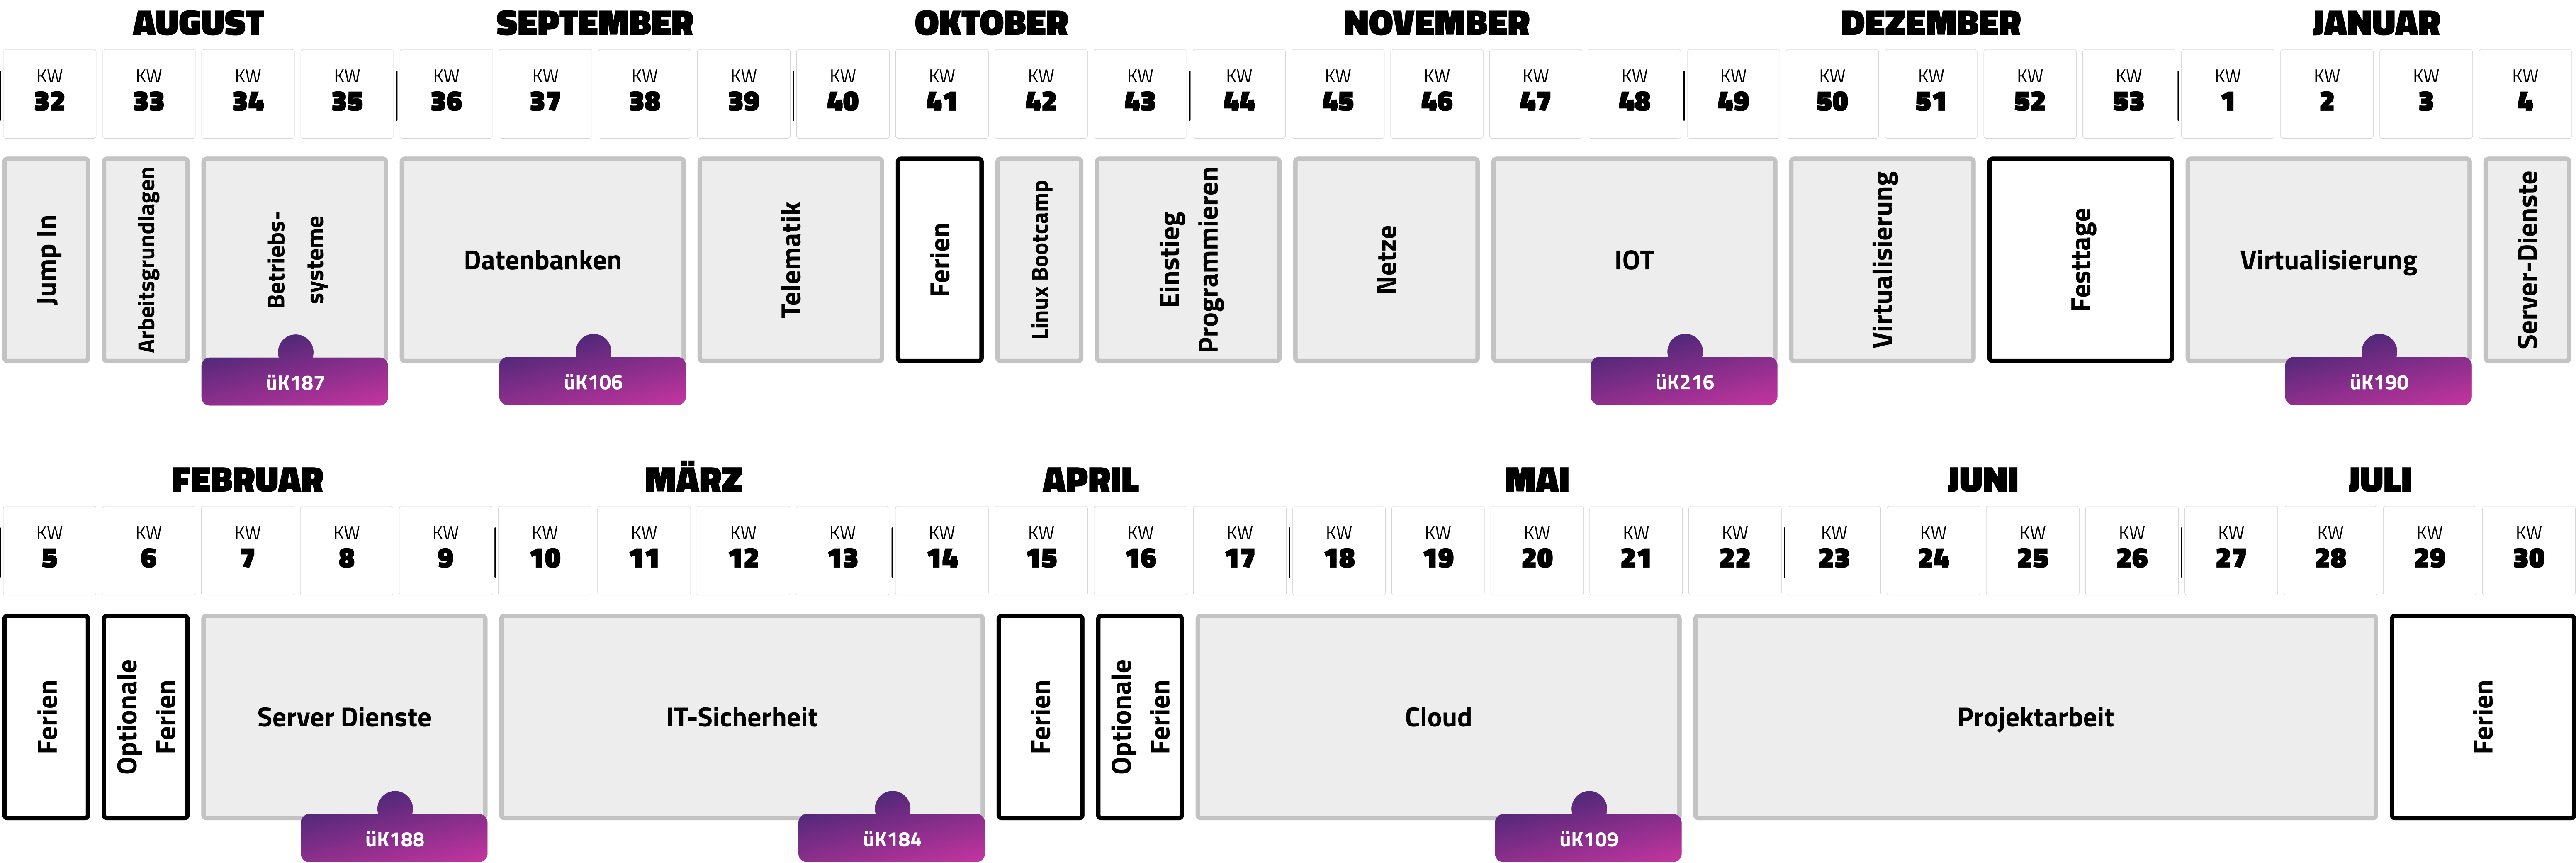 AUGUST SEPTEMBER OKTOBER NOVEMBER DEZEMBER JANUAR
KW KW KW KW KW KW KW KW KW KW KW KW KW KW KW KW KW KW KW KW KW KW KW KW KW KW
32 33 34 35 36 37 38 39 40 41 42 43 44 45 46 47 48 49 50 51 52 53 1 2 3 4
Jump In
Arbeitsgrundlagen
Betriebs-
systeme
Datenbanken
Telematik
Ferien
Linux Bootcamp
Einstieg
Programmieren
Netze
IOT
Virtualisierung
Festtage
Virtualisierung
Server-Dienste
üK187
üK106
üK216
üK190
FEBRUAR MÄRZ APRIL MAI JUNI JULI
KW KW KW KW KW KW KW KW KW KW KW KW KW KW KW KW KW KW KW KW KW KW KW KW KW KW
5 6 7 8 9 10 11 12 13 14 15 16 17 18 19 20 21 22 23 24 25 26 27 28 29 30
Ferien
Optionale
Ferien
Server Dienste
IT-Sicherheit
Ferien
Optionale
Ferien
Cloud
Projektarbeit
Ferien
üK188
üK184
üK109